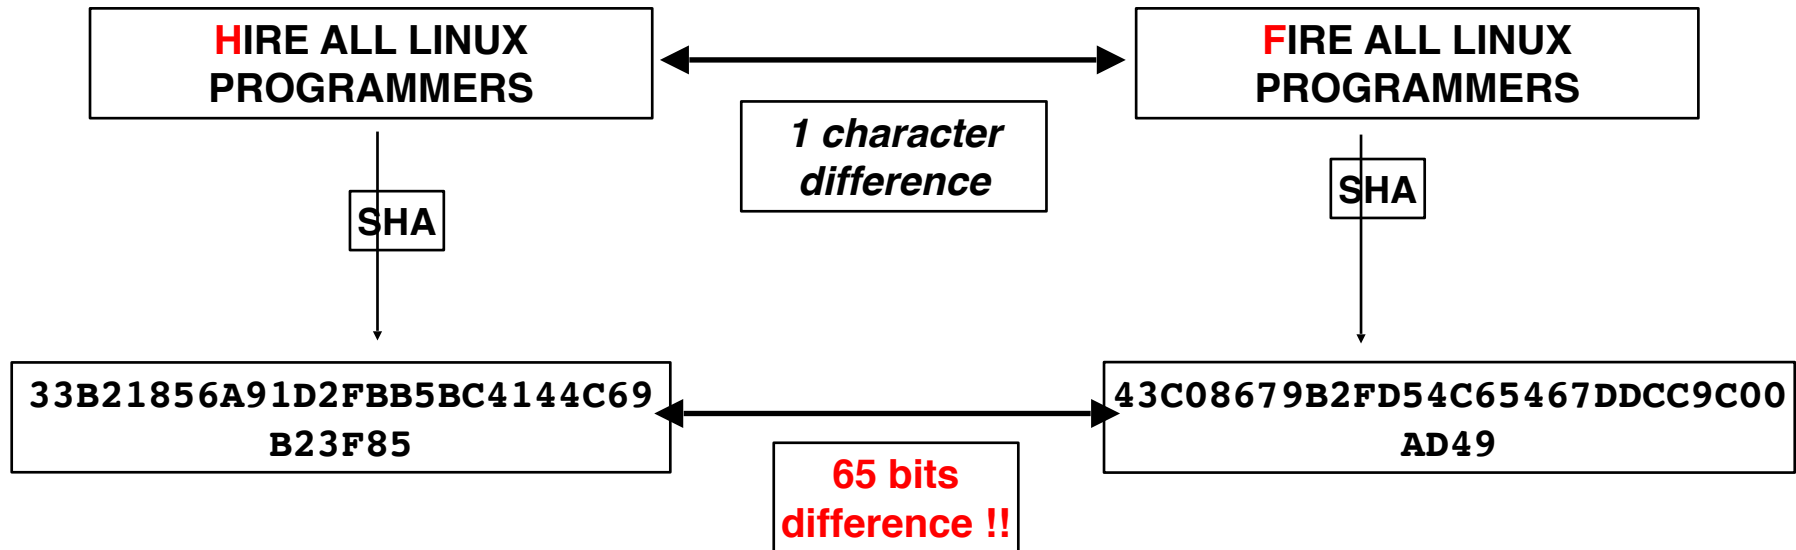 HIRE ALL LINUX
PROGRAMMERS
FIRE ALL LINUX
PROGRAMMERS
1 character
difference
SHA
SHA
33B21856A91D2FBB5BC4144C69
B23F85
43C08679B2FD54C65467DDCC9C00
AD49
65 bits
difference !!